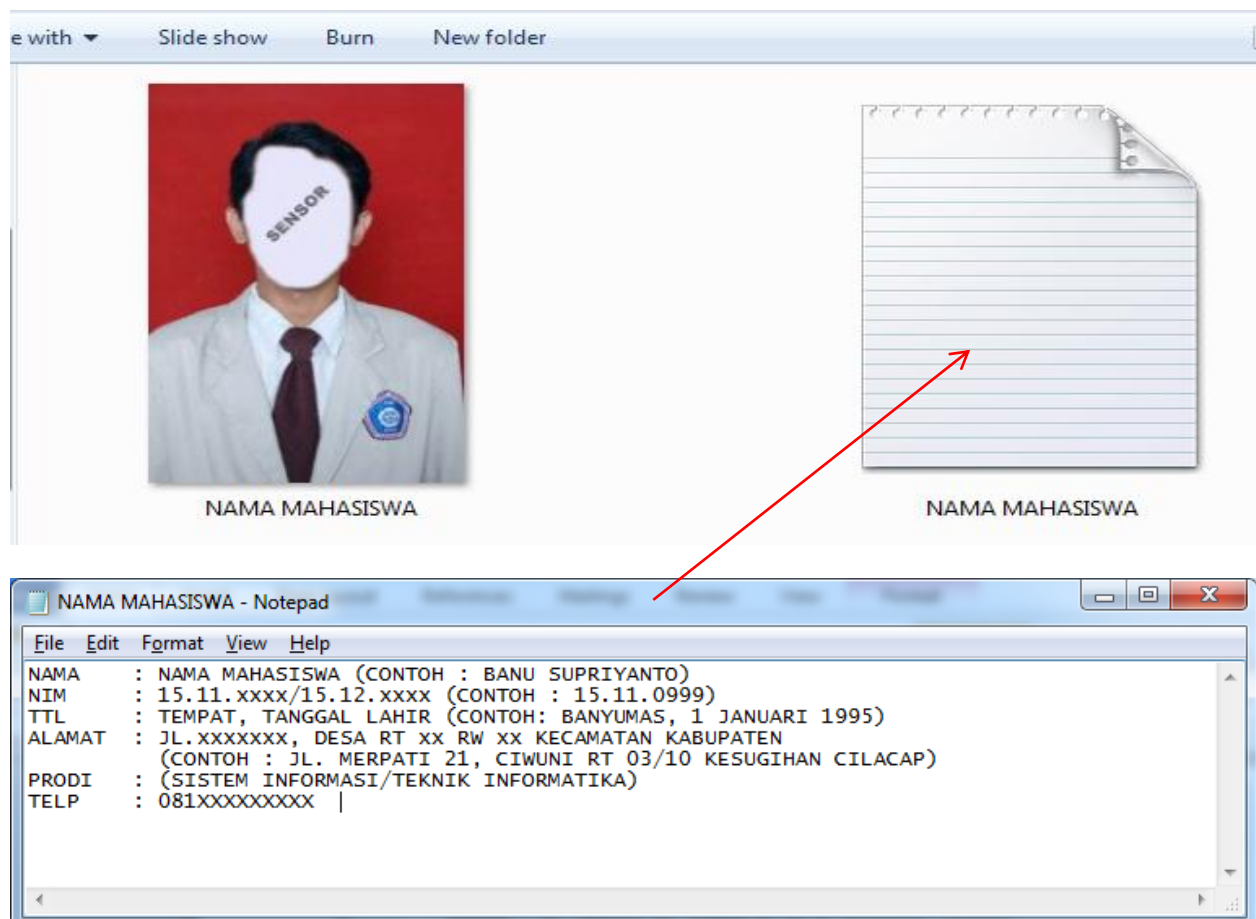 e with Slide show Burn New folder
SENSOR
NAMA MAHASISWA NAMA MAHASISWA
NAMA MAHASISWA - Notepad
File Edit Format View Help
NAMA : NAMA MAHASISWA (CONTOH : BANU SUPRIYANTO)
NIM : 15.11.xxxx/15.12.xxxx (CONTOH : 15.11.0999)
TTL : TEMPAT, TANGGAL LAHIR (CONTOH: BANYUMAS, 1 JANUARI 1995)
ALAMAT : JL.xxxxxxx, DESA RT xx RW xx KECAMATAN KABUPATEN
(CONTOH : JL. MERPATI 21, CIWUNI RT 03/10 KESUGIHAN CILACAP)
PRODI : (SISTEM INFORMASI/TEKNIK INFORMATIKA)
TELP : 081XXXXXXXXX